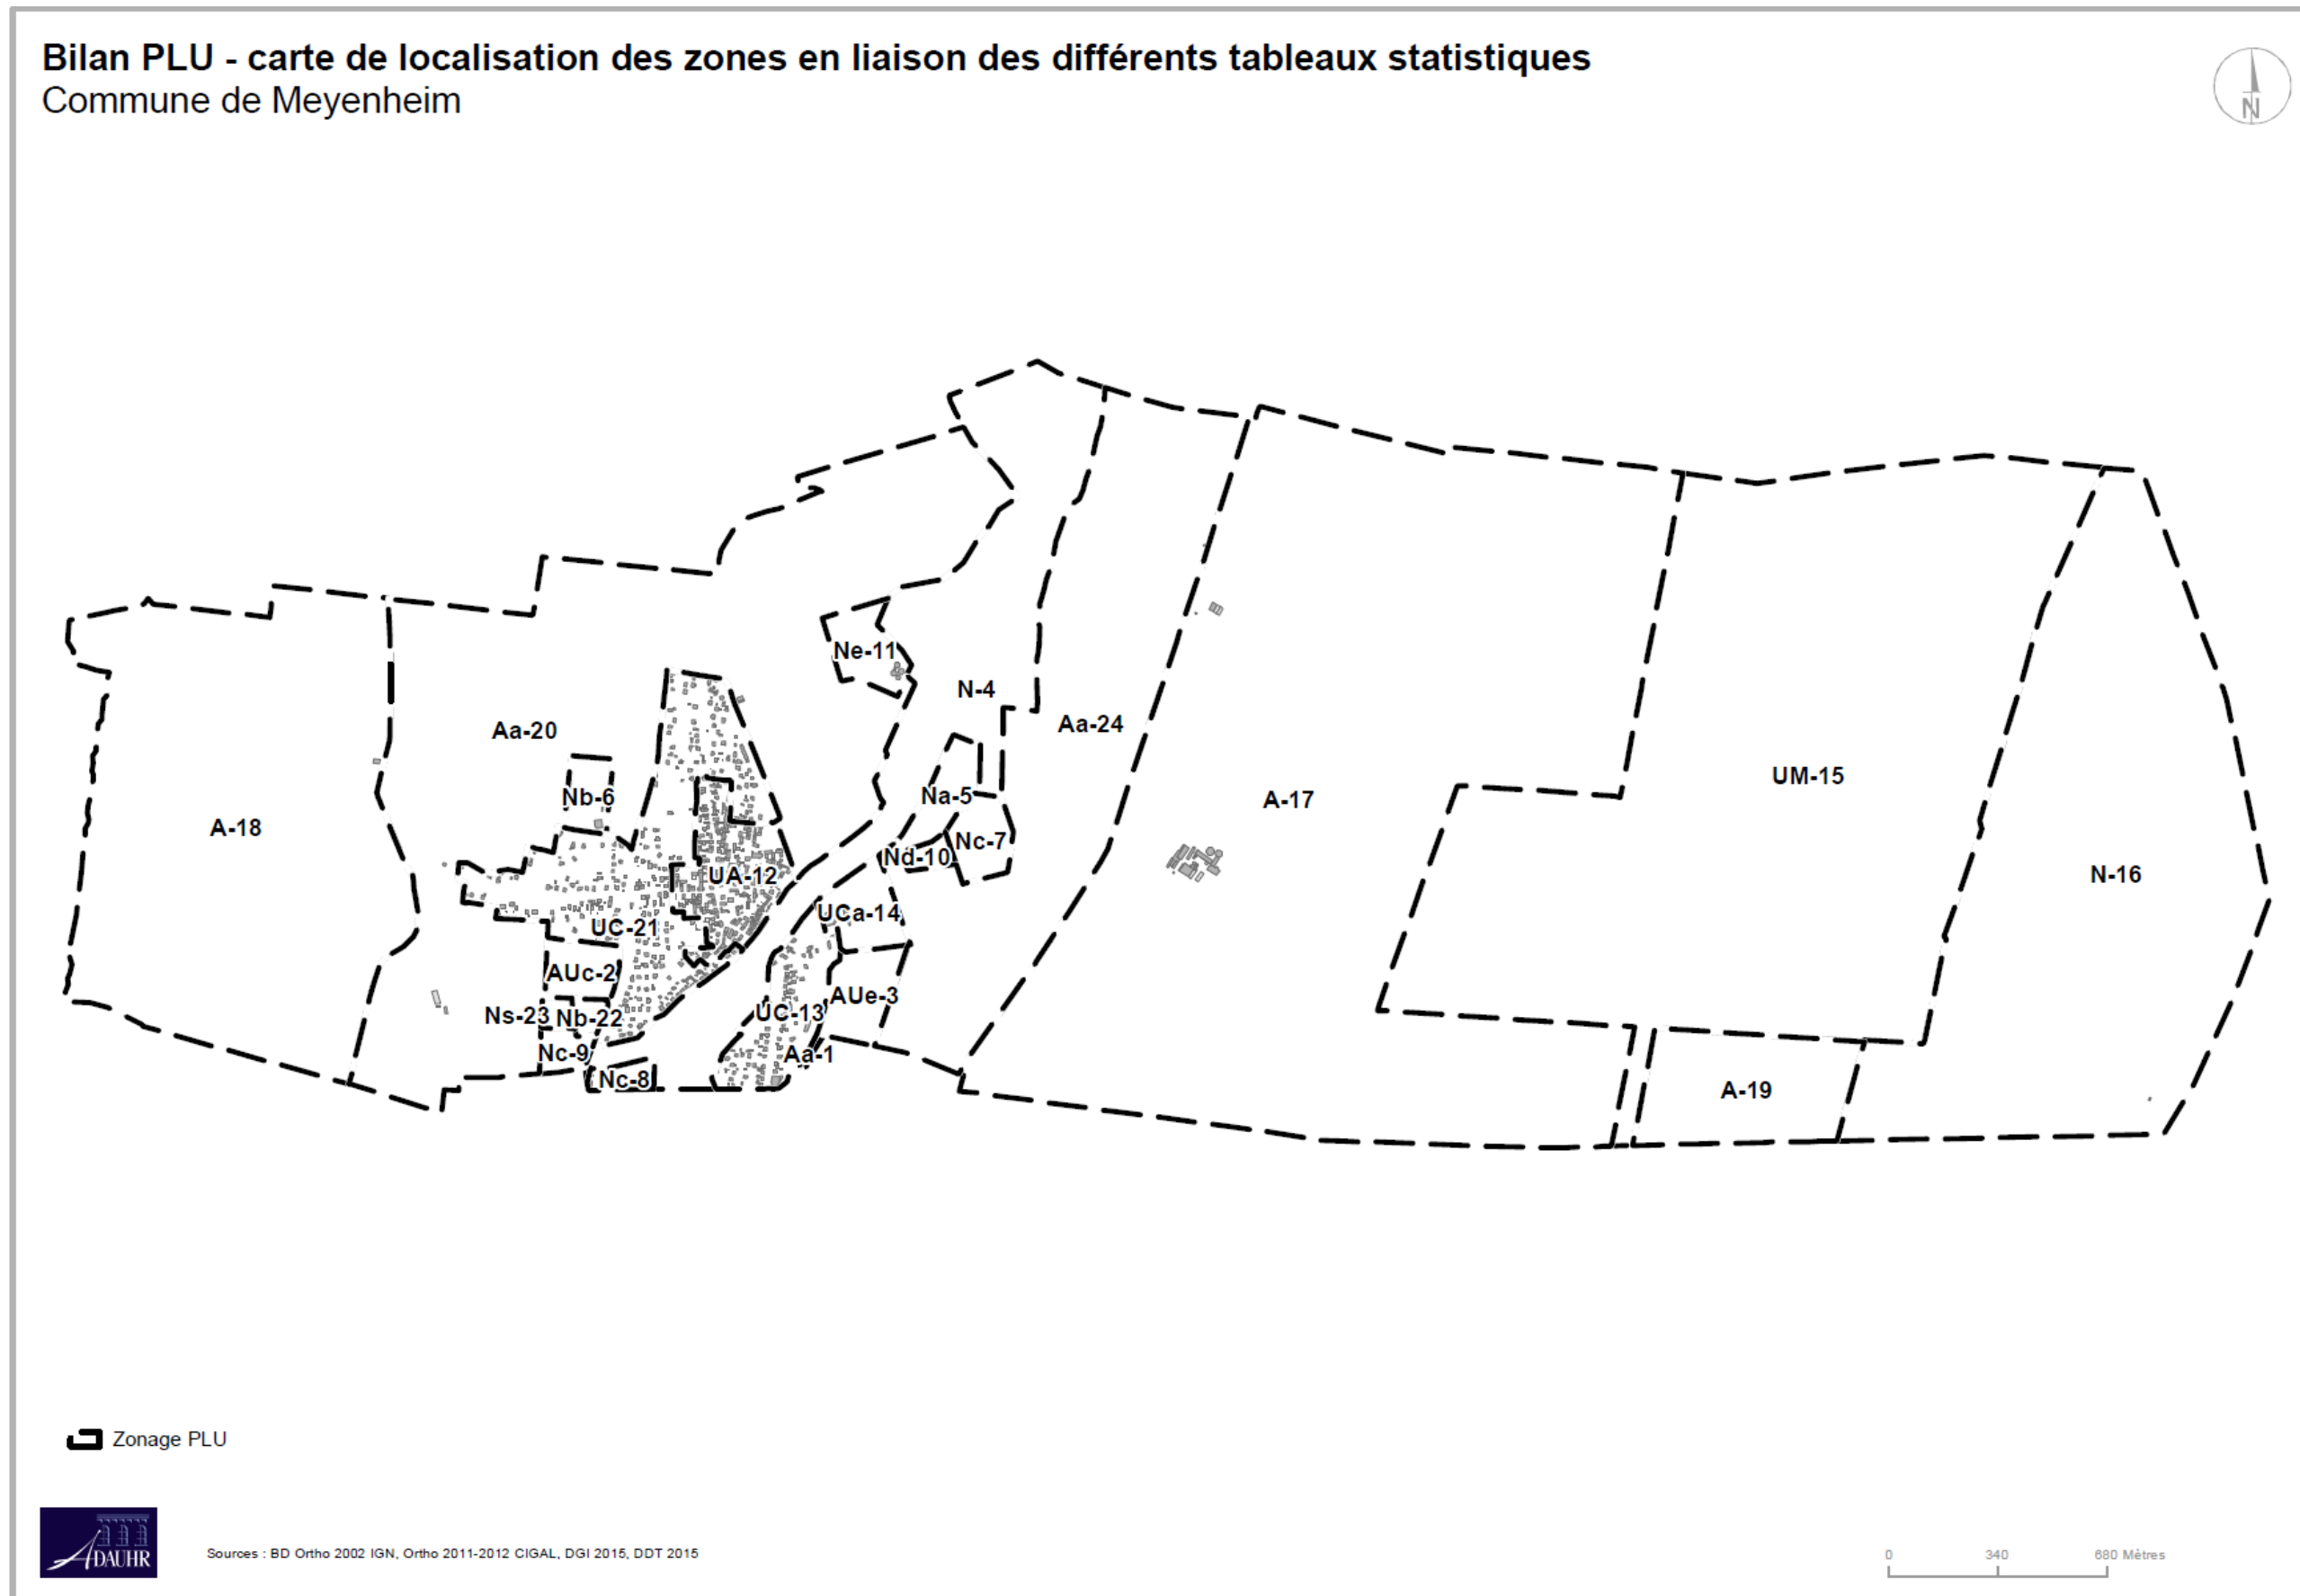 Bilan PLU - carte de localisation des zones en liaison des différents tableaux statistiques
Commune de Meyenheim
N
Ne-11
N-4
Aa-20
Aa-24
UM-15
Nb-6
Na-5
A-17
A-18
Nc-7
Nd-10
UA-12
N-16
UCa-14
UC-21
AUc-2
AUe-3
Ns-23
Nb-22
UC-13
Nc-9
Aa-1
Nc-8
A-19
Zonage PLU
ADAUHR
Sources : BD Ortho 2002 IGN, Ortho 2011-2012 CIGAL, DGI 2015, DDT 2015
0 340 680 Mètres